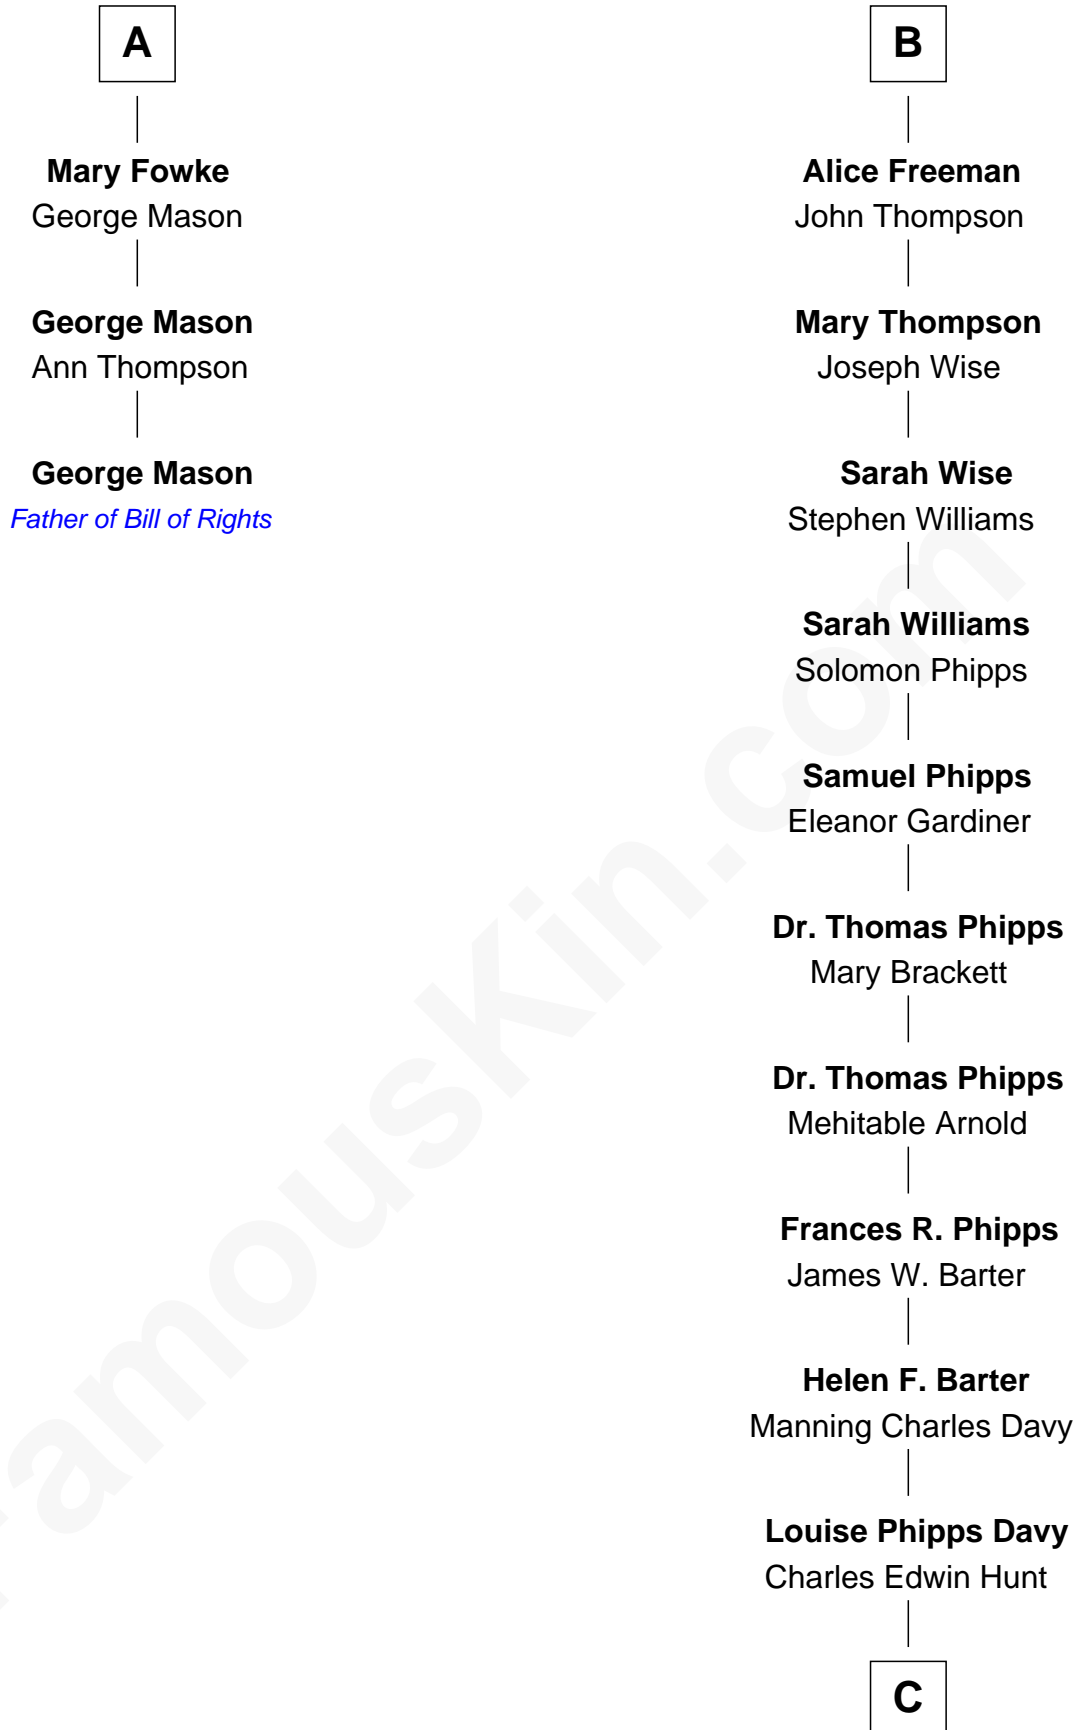 A
Mary Fowke
George Mason
George Mason
Ann Thompson
George Mason
Father of Bill of Rights
B
Alice Freeman
John Thompson
Mary Thompson
Joseph Wise
Sarah Wise
Stephen Williams
Sarah Williams
Solomon Phipps
Samuel Phipps
Eleanor Gardiner
Dr. Thomas Phipps
Mary Brackett
Dr. Thomas Phipps
Mehitable Arnold
Frances R. Phipps
James W. Barter
Helen F. Barter
Manning Charles Davy
Louise Phipps Davy
Charles Edwin Hunt
C
FamousKin.com